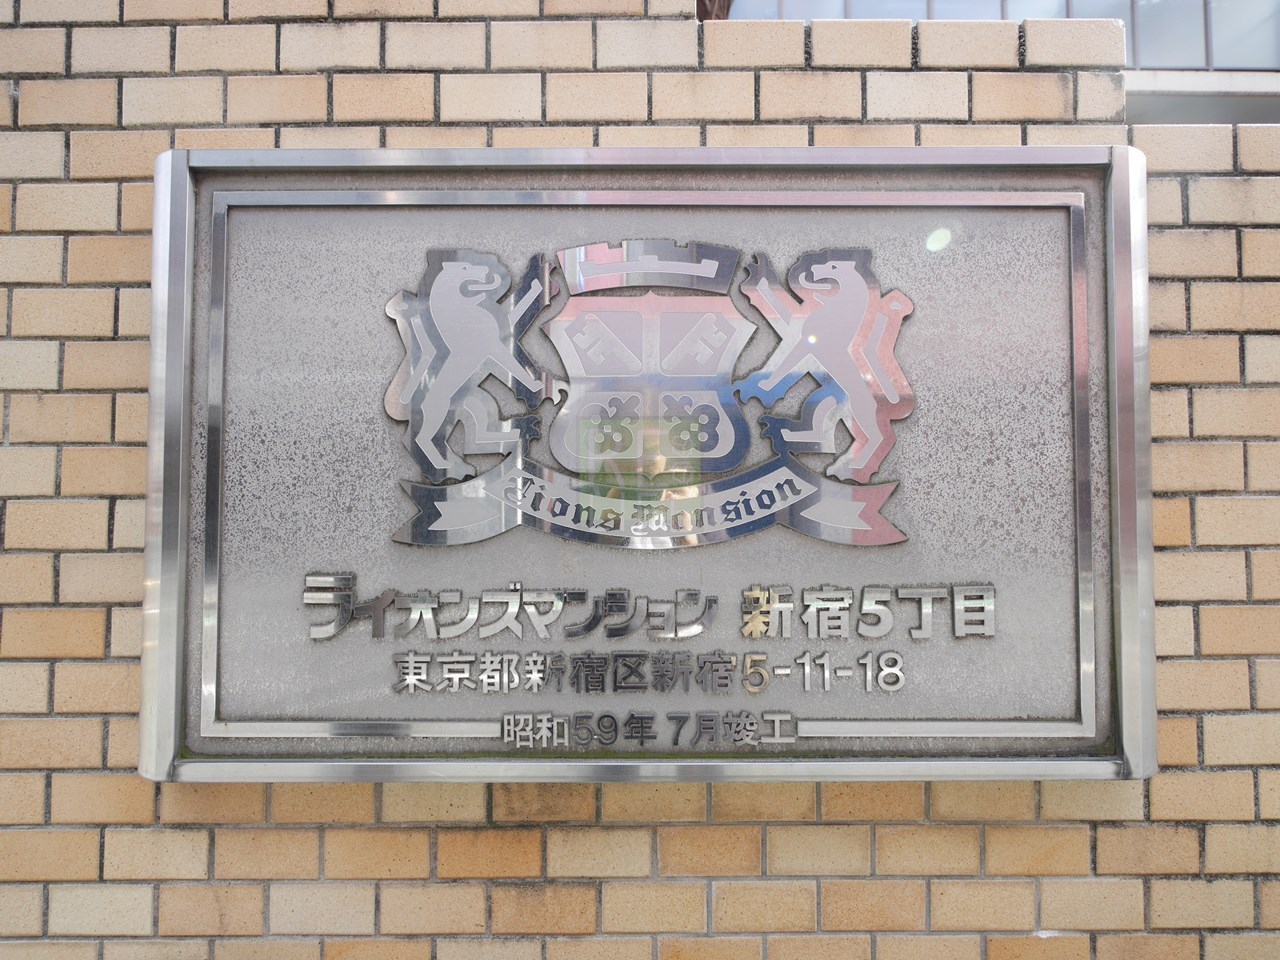 Lions Mansion
ライオンズマンション 新宿5丁目
東京都新宿区新宿5-11-18
昭和59年7月竣工